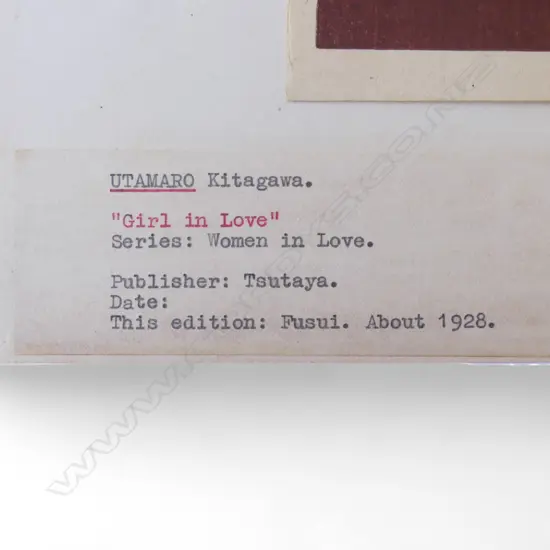 UTAMARO Kitagawa.
"Girl in Love"
Series: Women in Love.
Publisher: Tsutaya.
Date:
This edition: Fusui. About 1928.